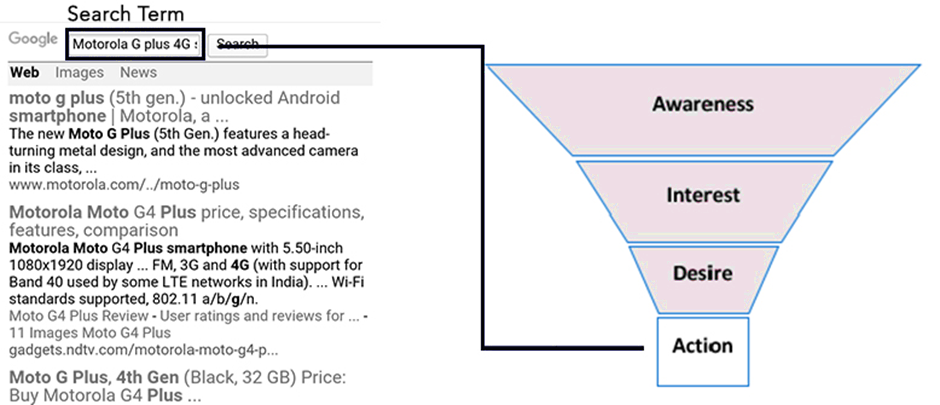 Search Term
Google
Motorola G plus 4G s
Search
Web Images News
moto g plus (5th gen.) - unlocked Android
smartphone | Motorola, a ...
The new Moto G Plus (5th Gen.) features a head-
turning metal design, and the most advanced camera
in its class, ...
www.motorola.com/../moto-g-plus
Motorola Moto G4 Plus price, specifications,
features, comparison
Motorola Moto G4 Plus smartphone with 5.50-inch
1080x1920 display ... FM, 3G and 4G (with support for
Band 40 used by some LTE networks in India). ... Wi-Fi
standards supported, 802.11 a/b/g/n.
Moto G4 Plus Review - User ratings and reviews for ... -
11 Images Moto G4 Plus
gadgets.ndtv.com/motorola-moto-g4-p...
Moto G Plus, 4th Gen (Black, 32 GB) Price:
Buy Motorola G4 Plus ...
Awareness
Interest
Desire
Action